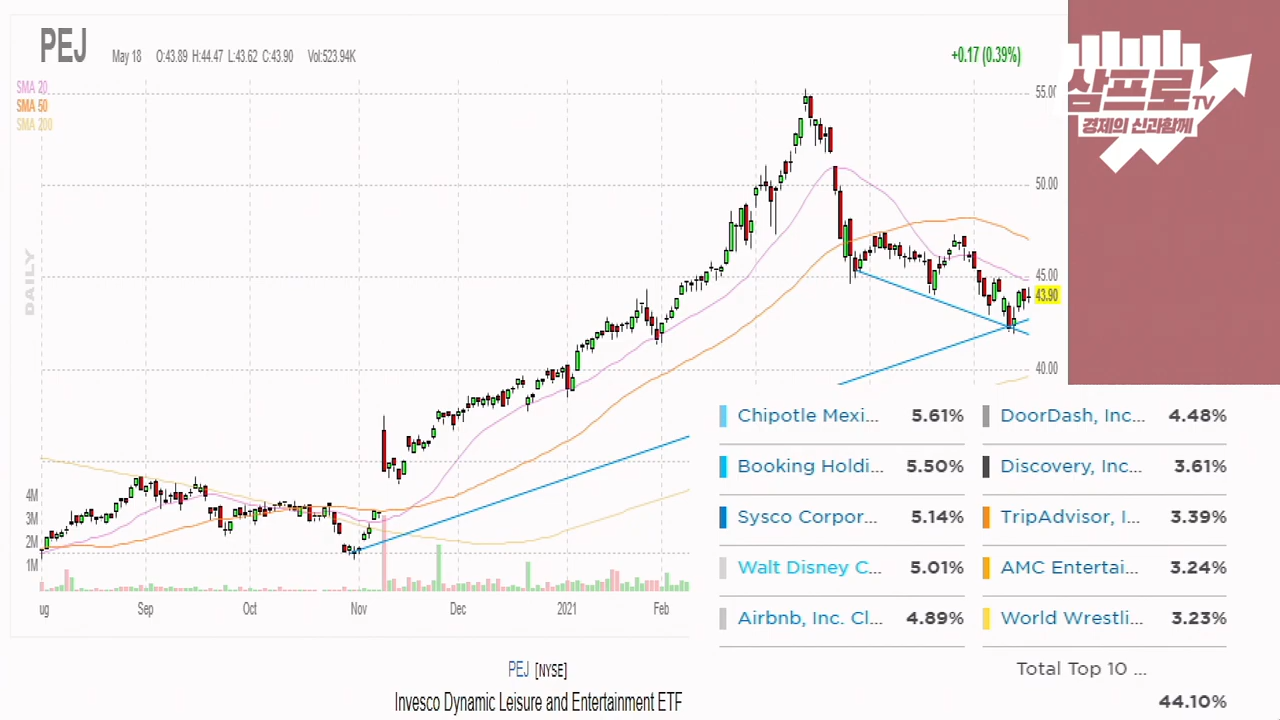 PEJ May 18 O:43.89 H:44.47 L:43.62 C:43.90 Vol:523.94K +0.17 (0.39%)
SMA 20
SMA 50
SMA 200
삼프로TV
경제의 신과함께
55.00
50.00
45.00
43.90
40.00
DAILY
4M
3M
2M
1M
ug Sep Oct Nov Dec 2021 Feb
Chipotle Mexi... 5.61% DoorDash, Inc... 4.48%
Booking Holdi... 5.50% Discovery, Inc... 3.61%
Sysco Corpor... 5.14% TripAdvisor, I... 3.39%
Walt Disney C... 5.01% AMC Entertai... 3.24%
Airbnb, Inc. Cl... 4.89% World Wrestli... 3.23%
Total Top 10 ...
44.10%
PEJ [NYSE]
Invesco Dynamic Leisure and Entertainment ETF